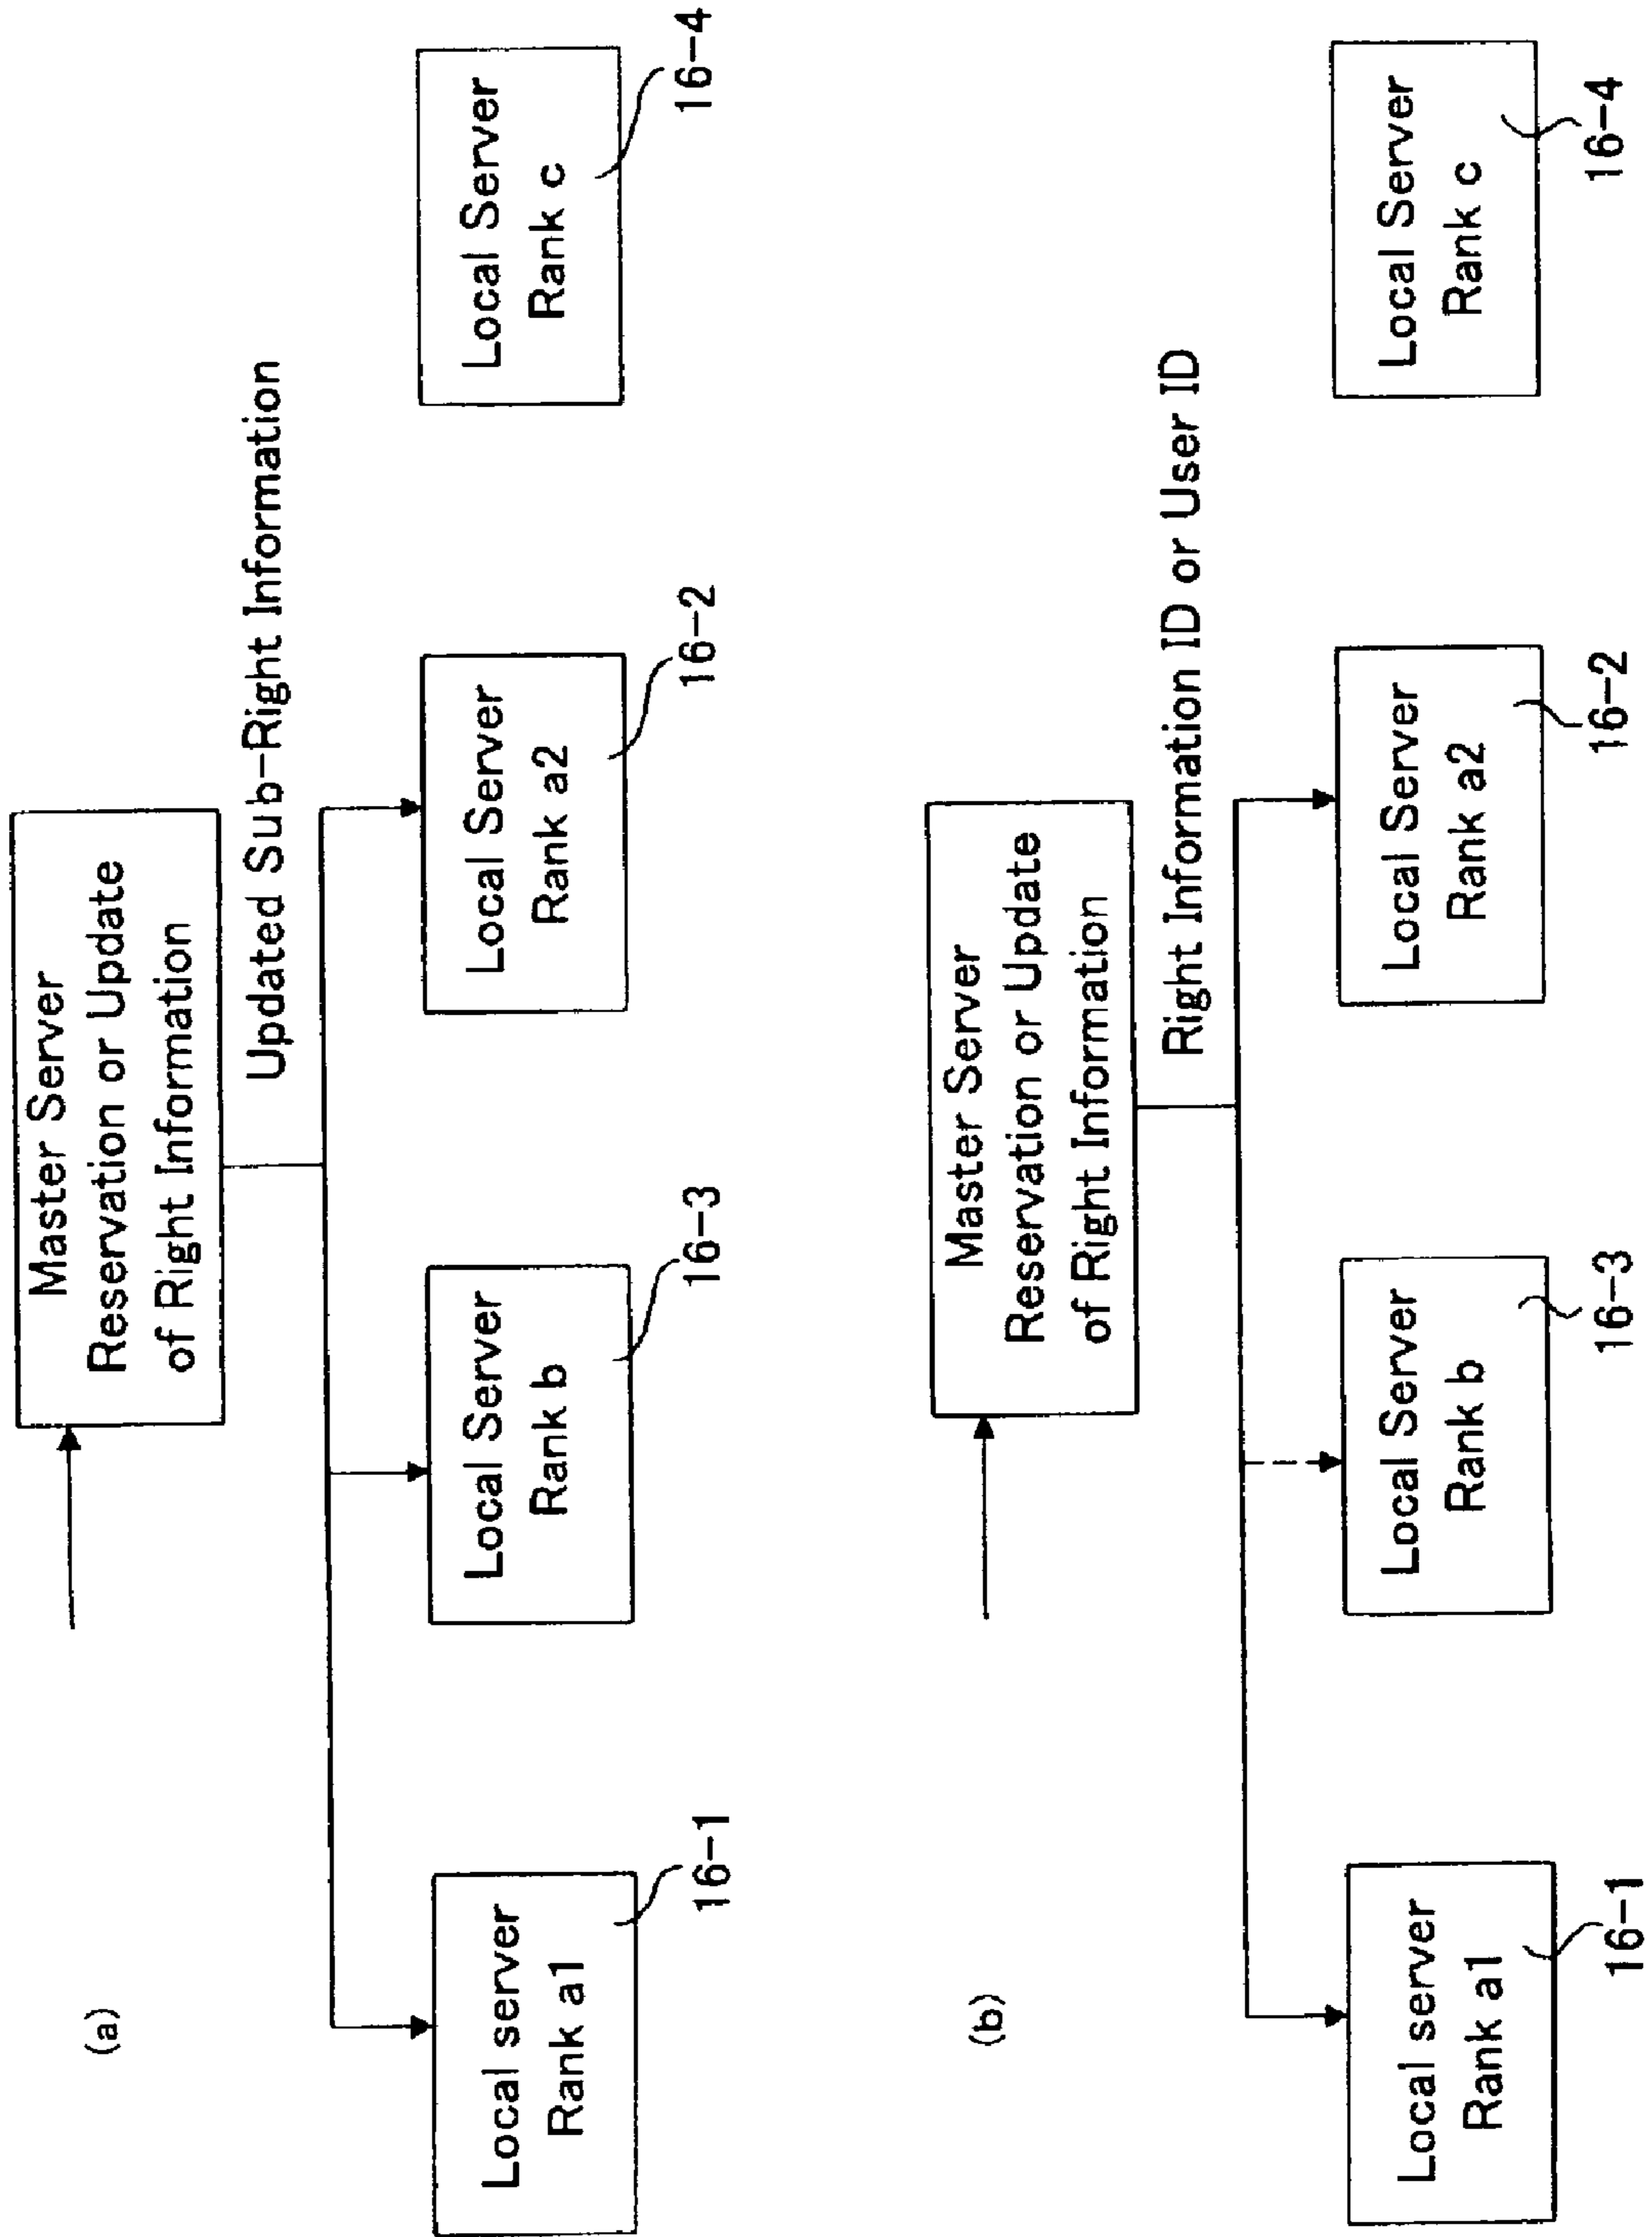 (a)
Master Server
Reservation or Update
of Right Information
Updated Sub-Right Information
Local server
Rank a1
16-1
Local Server
Rank b
16-3
Local Server
Rank a2
16-2
Local Server
Rank c
16-4
(b)
Master Server
Reservation or Update
of Right Information
Right Information ID or User ID
Local server
Rank a1
16-1
Local Server
Rank b
16-3
Local Server
Rank a2
16-2
Local Server
Rank c
16-4